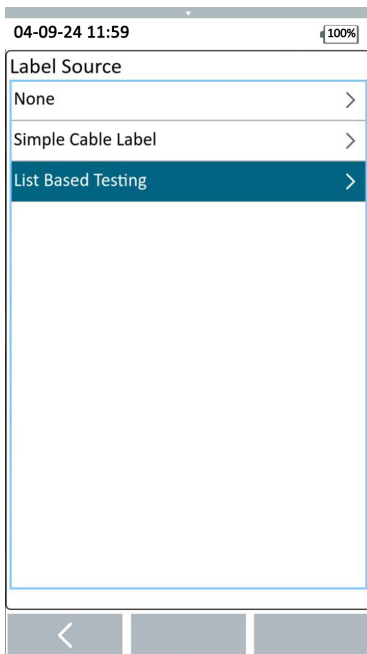 04-09-24 11:59 100%
Label Source
None
Simple Cable Label
List Based Testing